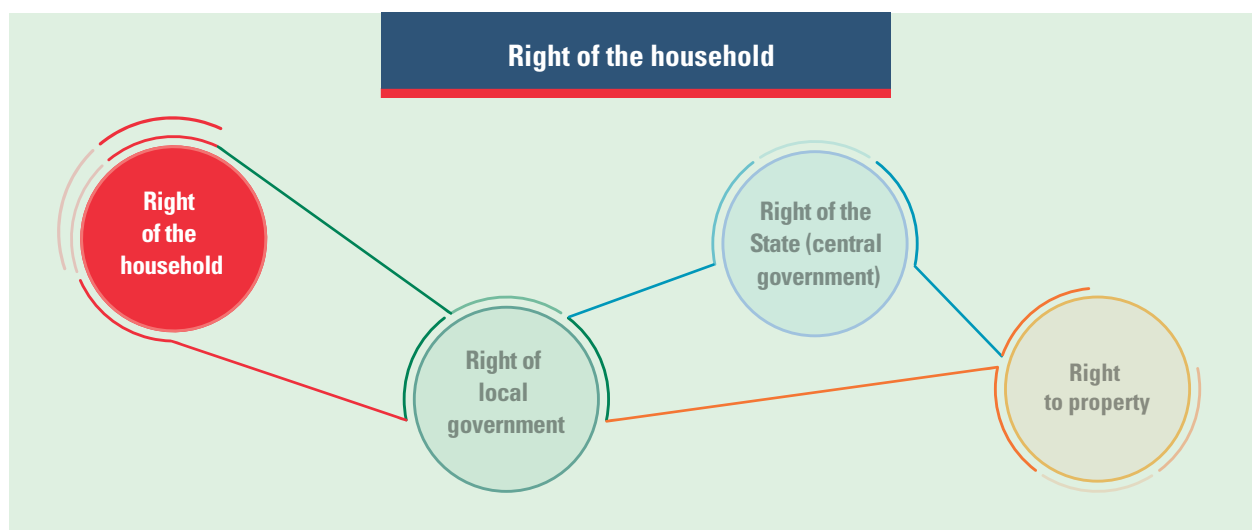 Right of the household
Right
of the
household
Right of
local
government
Right of the
State (central
government)
Right
to property